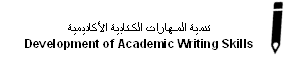 تنمية المهارات الكتابية الأكاديمية
Development of Academic Writing Skills